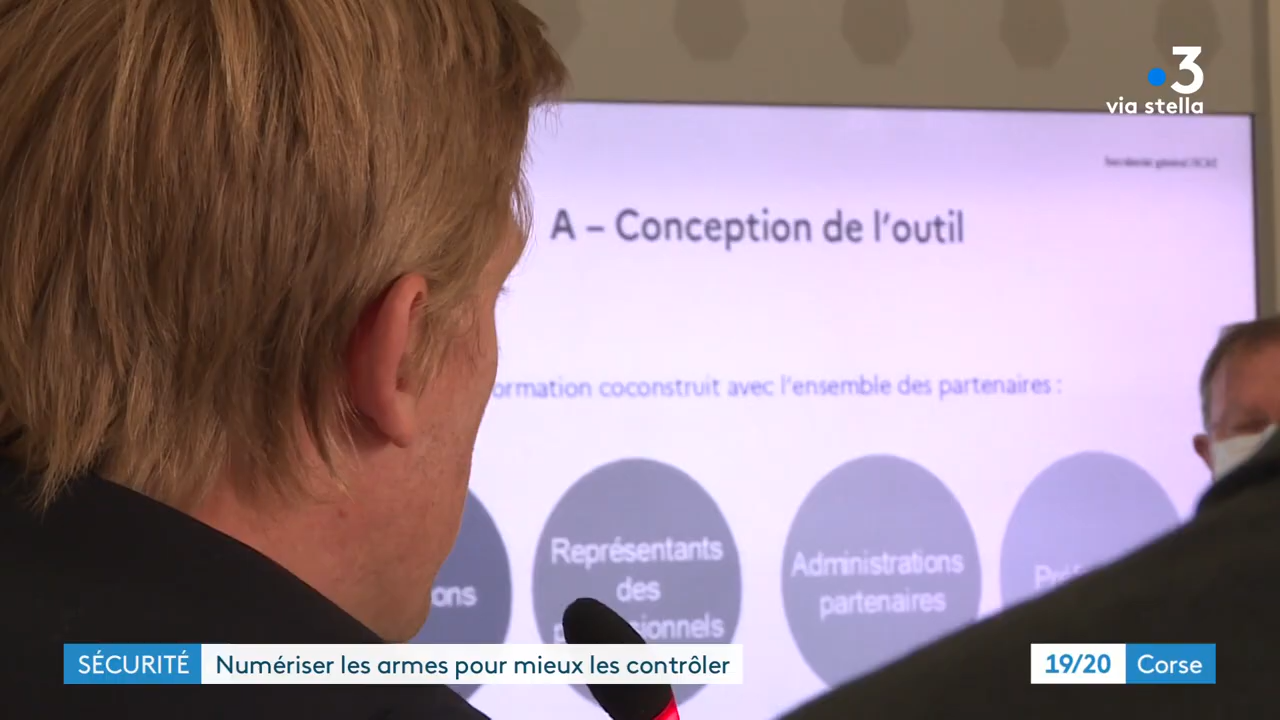 3
via stella
A – Conception de l'outil
ormation coconstruit avec l'ensemble des partenaires :
ons
Représentants
des
Administrations
partenaires
SÉCURITÉ
Numériser les armes pour mieux les contrôler
19/20
Corse